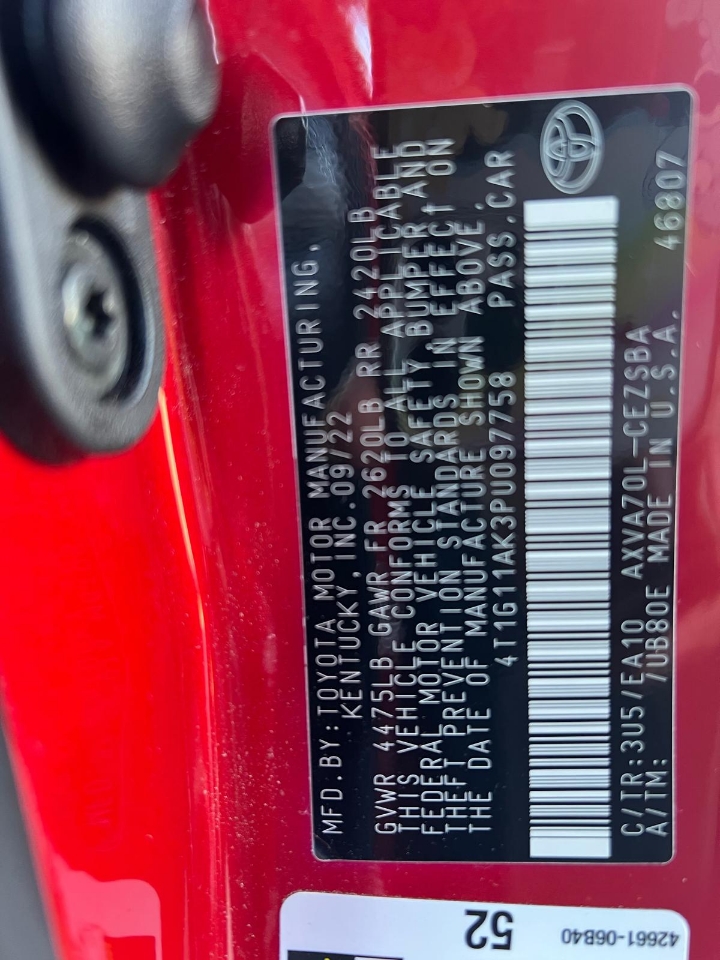 MFD.BY:TOYOTA MOTOR MANUFACTURING,
KENTUCKY,INC.09/22
GVWR 4475LB GAWR FR 2620LB RR 2420LB
THIS VEHICLE CONFORMS TO ALL APPLICABLE
FEDERAL MOTOR VEHICLE SAFETY, BUMPER, AND
THEFT PREVENTION STANDARDS IN EFFECT ON
THE DATE OF MANUFACTURE SHOWN ABOVE.
4T1G11AK3PU097758 PASS.CAR
C/TR:3U5/EA10 AXVA70L-CEZSBA
A/TM: /UB80E MADE IN U.S.A. 46807
52
42661-06B40